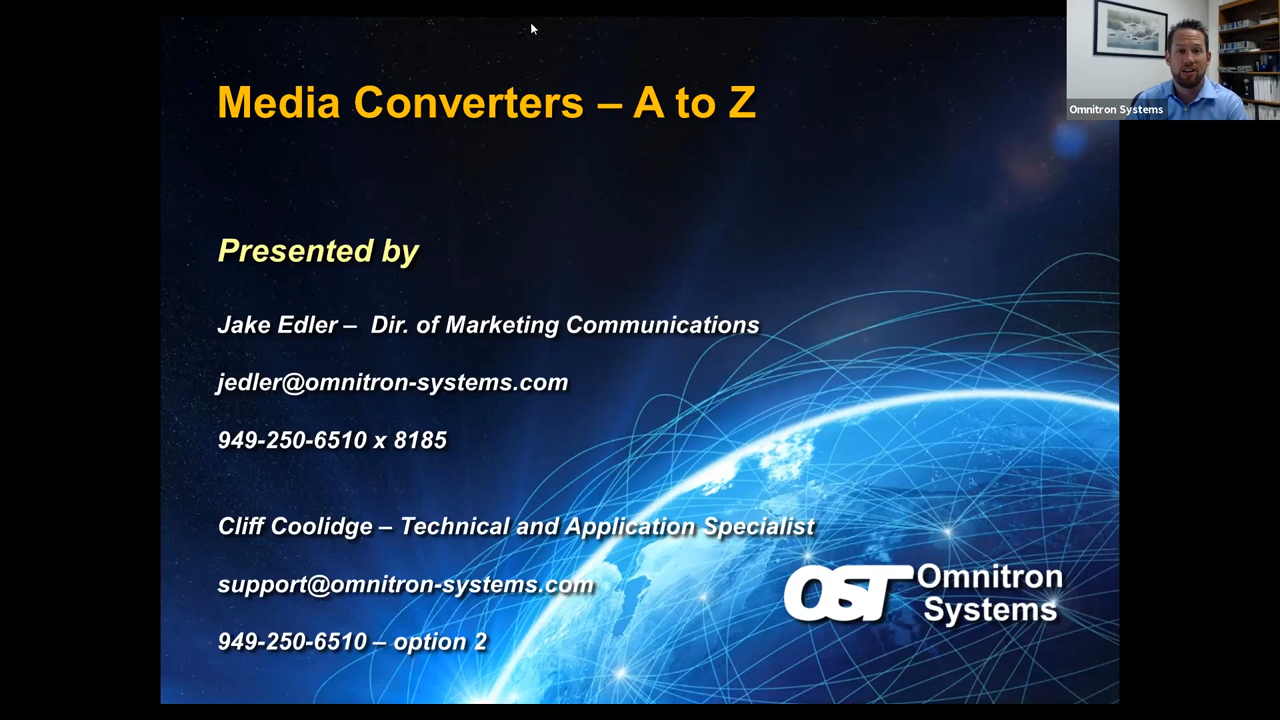 Media Converters – A to Z
Omnitron Systems
Presented by
Jake Edler – Dir. of Marketing Communications
jedler@omnitron-systems.com
949-250-6510 x 8185
Cliff Coolidge – Technical and Application Specialist
support@omnitron-systems.com
949-250-6510 – option 2
OST Omnitron
Systems